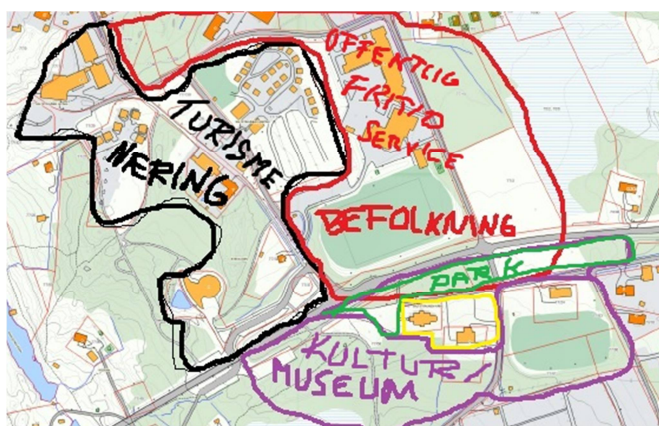 OFFENTLIG
FRITID
SERVICE
TURISME
NÆRING
BEFOLKNING
PARK
KULTUR/
MUSEUM